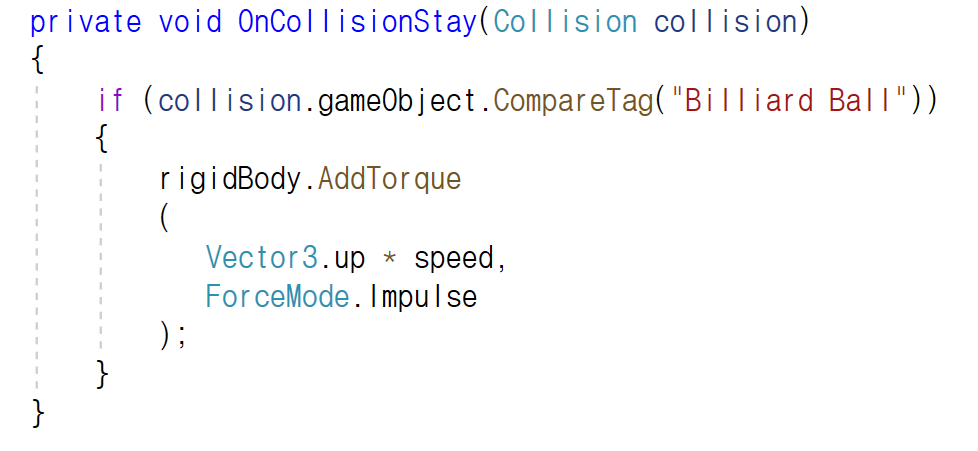 private void OnCollisionStay(Collision collision)
{
if (collision.gameObject.CompareTag("Billiard Ball"))
{
rigidBody.AddTorque
(
Vector3.up * speed,
ForceMode.Impulse
);
}
}